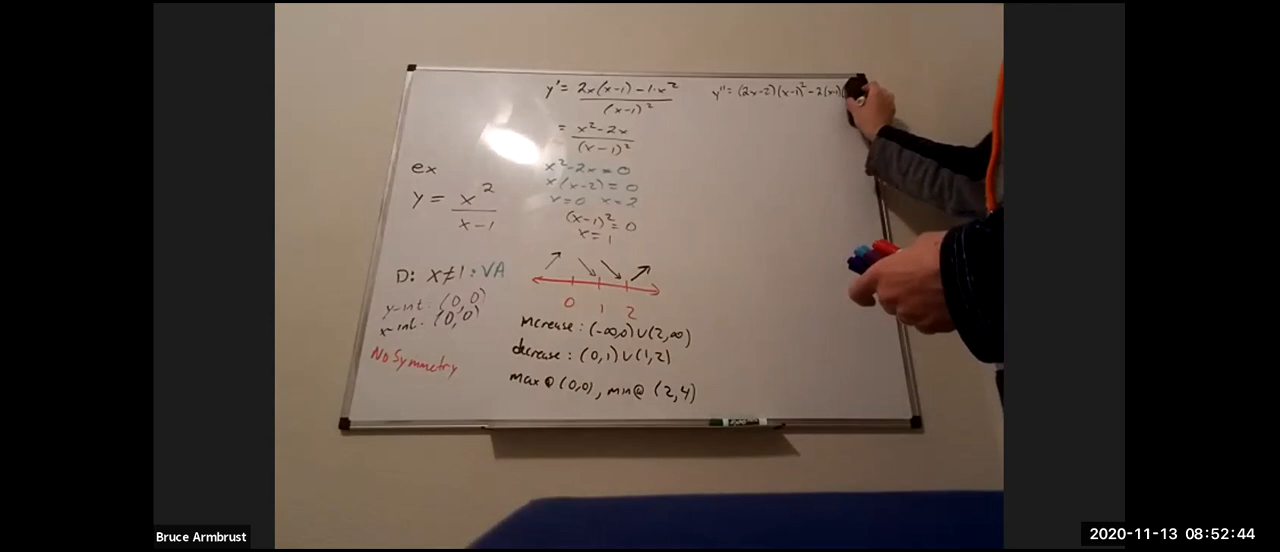 ex
y = x² / (x-1)
D: x≠1: VA
y-int: (0,0)
x-int: (0,0)
No Symmetry
y' = (2x(x-1) - 1·x²) / (x-1)²
= (x²-2x) / (x-1)²
x²-2x=0
x(x-2)=0
x=0 x=2
(x-1)²=0
x=1
0 1 2
increase: (-∞,0)∪(2,∞)
decrease: (0,1)∪(1,2)
max@ (0,0), min@ (2,4)
y''= (2x-2)(x-1)² - 2(x-1)(
Bruce Armbrust
2020-11-13 08:52:44